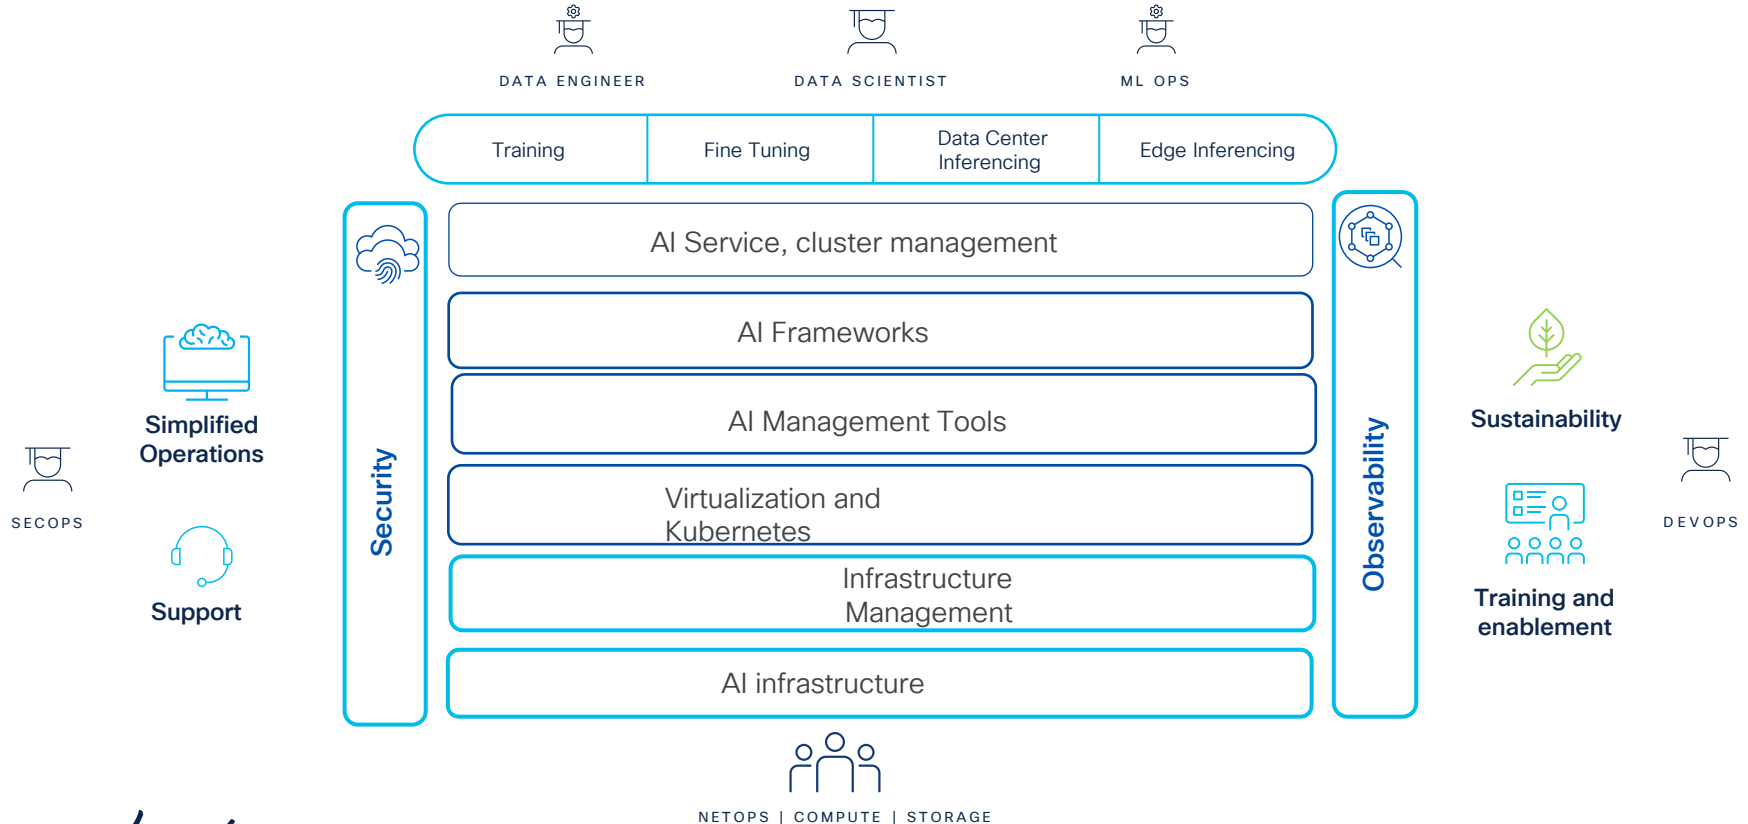 DATA ENGINEER
DATA SCIENTIST
ML OPS
Training
Fine Tuning
Data Center
Inferencing
Edge Inferencing
AI Service, cluster management
AI Frameworks
AI Management Tools
Virtualization and
Kubernetes
Infrastructure
Management
AI infrastructure
Security
Observability
Simplified
Operations
Support
SECOPS
Sustainability
Training and
enablement
DEVOPS
NETOPS | COMPUTE | STORAGE